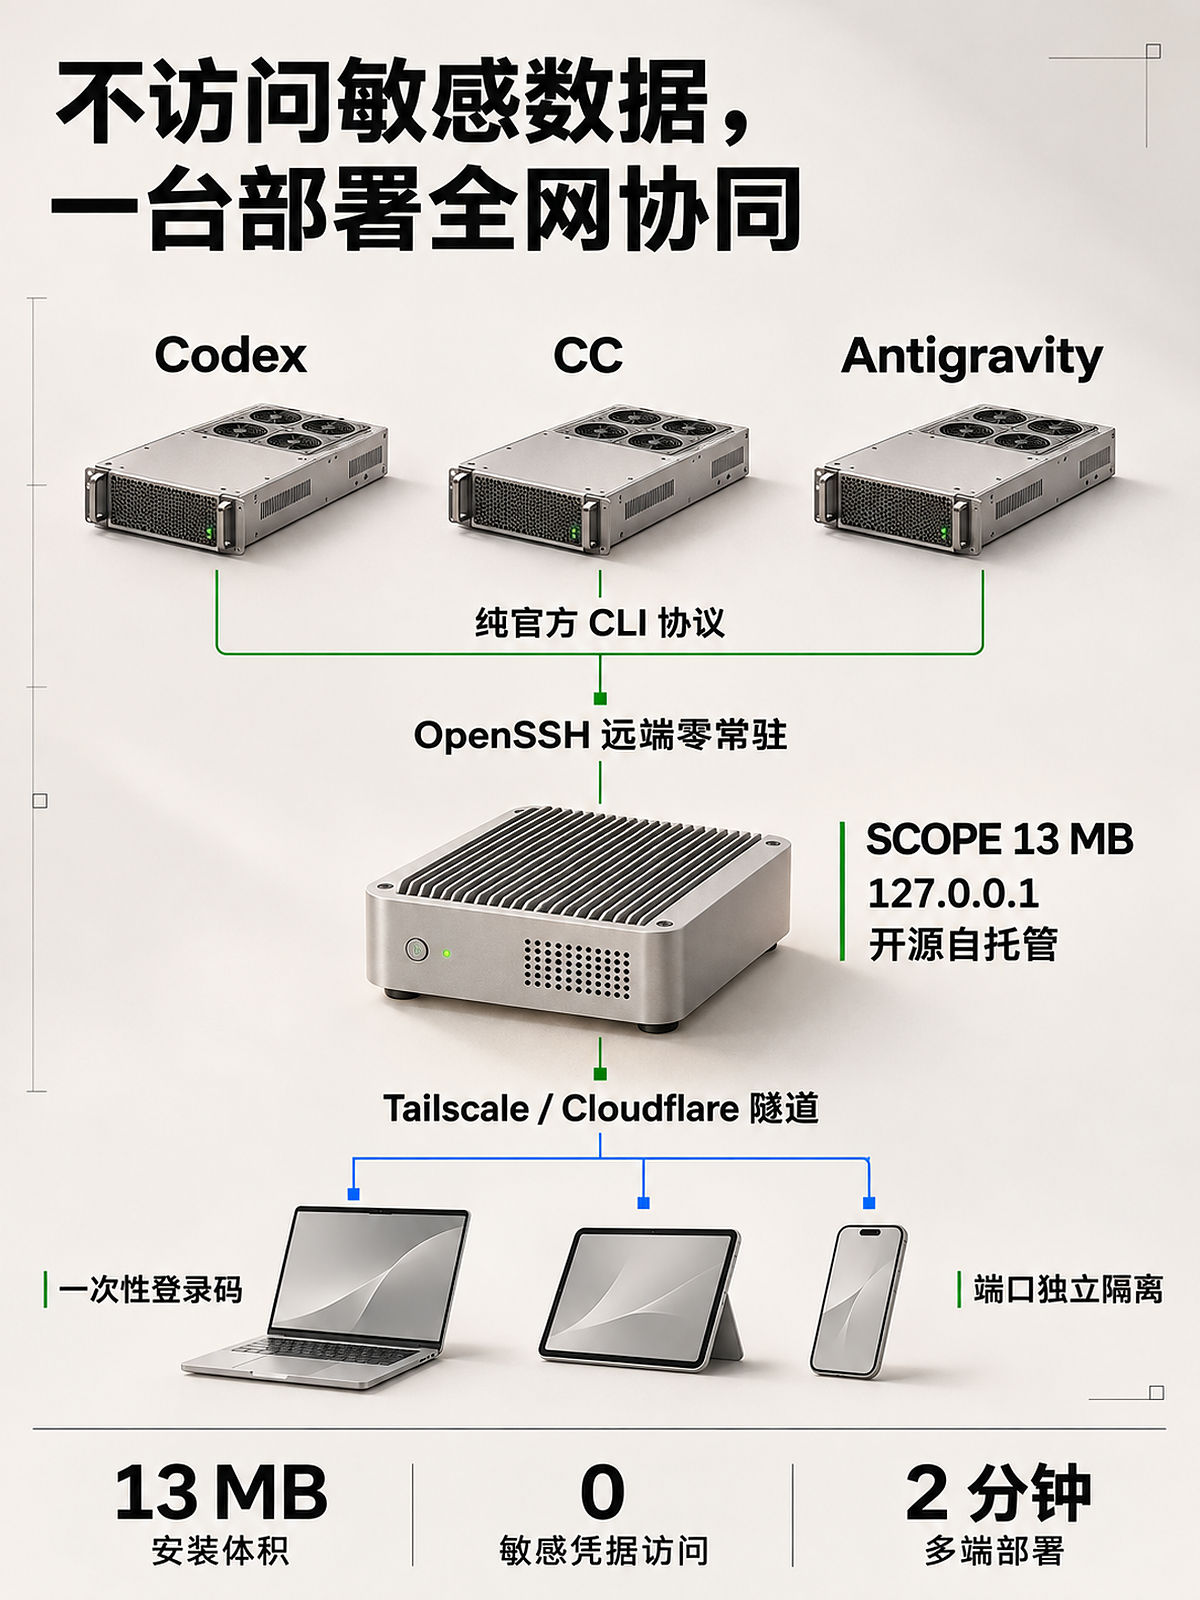 不访问敏感数据，
一台部署全网协同
Codex
CC
Antigravity
纯官方 CLI 协议
OpenSSH 远端零常驻
SCOPE 13 MB
127.0.0.1
开源自托管
Tailscale / Cloudflare 隧道
一次性登录码
端口独立隔离
13 MB
安装体积
0
敏感凭据访问
2 分钟
多端部署